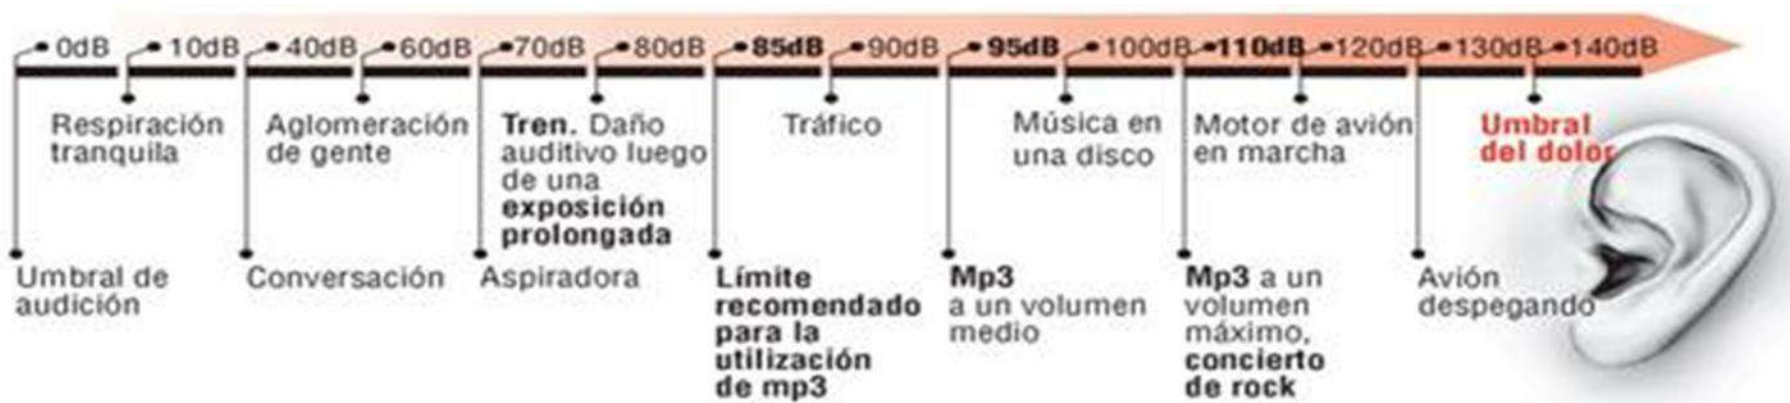 0dB 10dB 40dB 60dB 70dB 80dB 85dB 90dB 95dB 100dB 110dB 120dB 130dB 140dB
Respiración
tranquila
Aglomeración
de gente
Tren. Daño
auditivo luego
de una
exposición
prolongada
Tráfico
Música en
una disco
Motor de avión
en marcha
Umbral
del dolor
Umbral de
audición
Conversación
Aspiradora
Límite
recomendado
para la
utilización
de mp3
Mp3
a un volumen
medio
Mp3 a un
volumen
máximo,
concierto
de rock
Avión
despegando